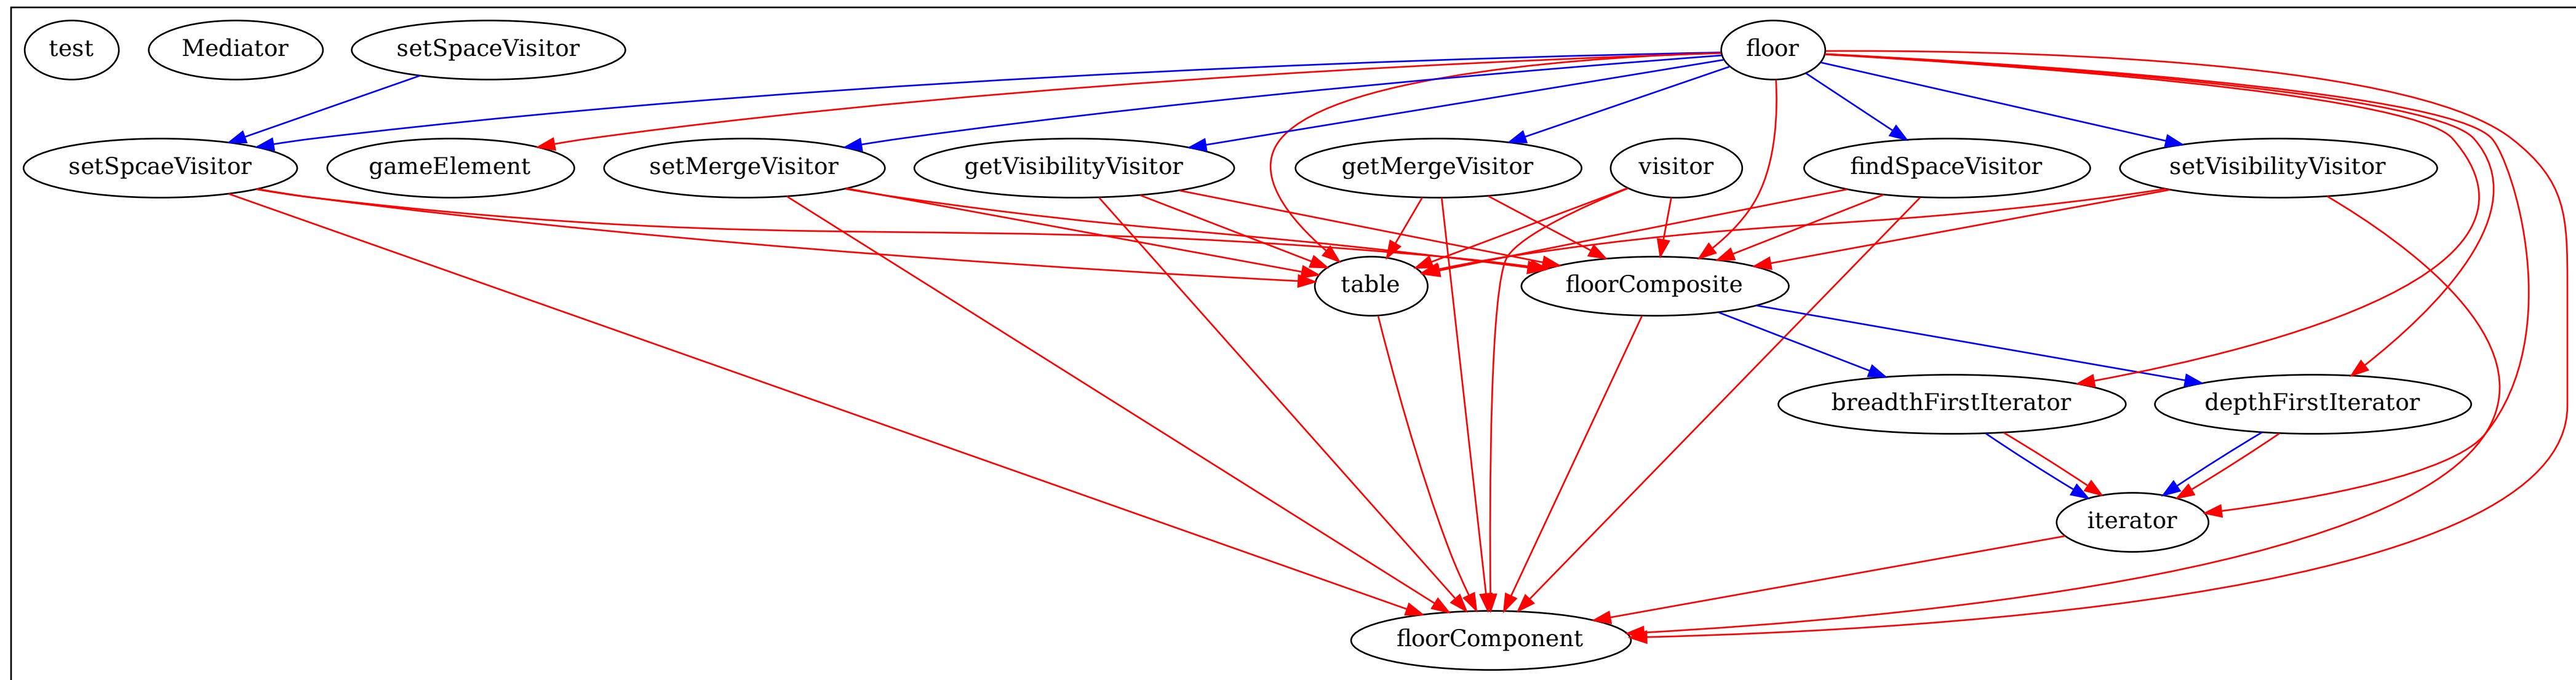 test
Mediator
setSpaceVisitor
floor
setSpcaeVisitor
gameElement
setMergeVisitor
getVisibilityVisitor
getMergeVisitor
visitor
findSpaceVisitor
setVisibilityVisitor
table
floorComposite
breadthFirstIterator
depthFirstIterator
iterator
floorComponent